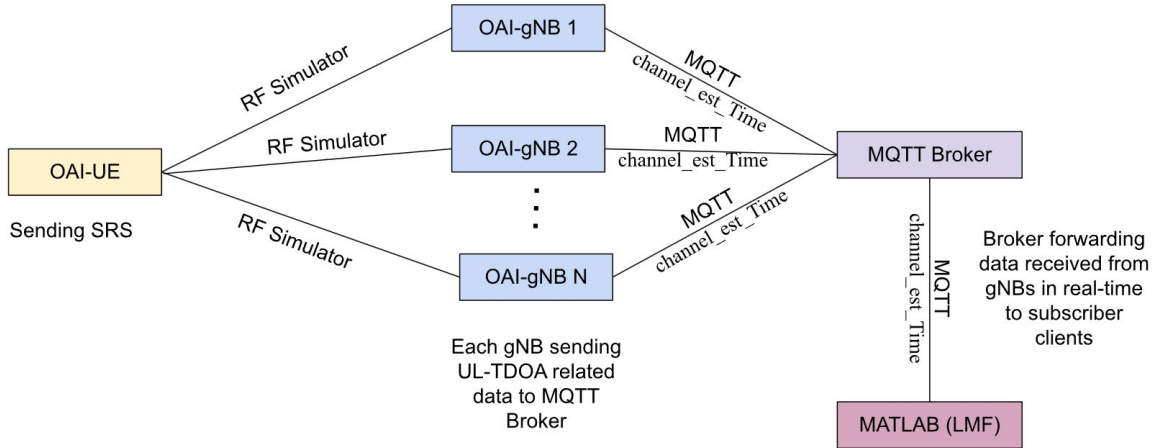 OAI-gNB 1
RF Simulator
MQTT
channel_est_Time
OAI-UE
Sending SRS
RF Simulator
OAI-gNB 2
MQTT
channel_est_Time
MQTT Broker
RF Simulator
OAI-gNB N
MQTT
channel_est_Time
Each gNB sending
UL-TDOA related
data to MQTT
Broker
MQTT
channel_est_Time
Broker forwarding
data received from
gNBs in real-time
to subscriber
clients
MATLAB (LMF)